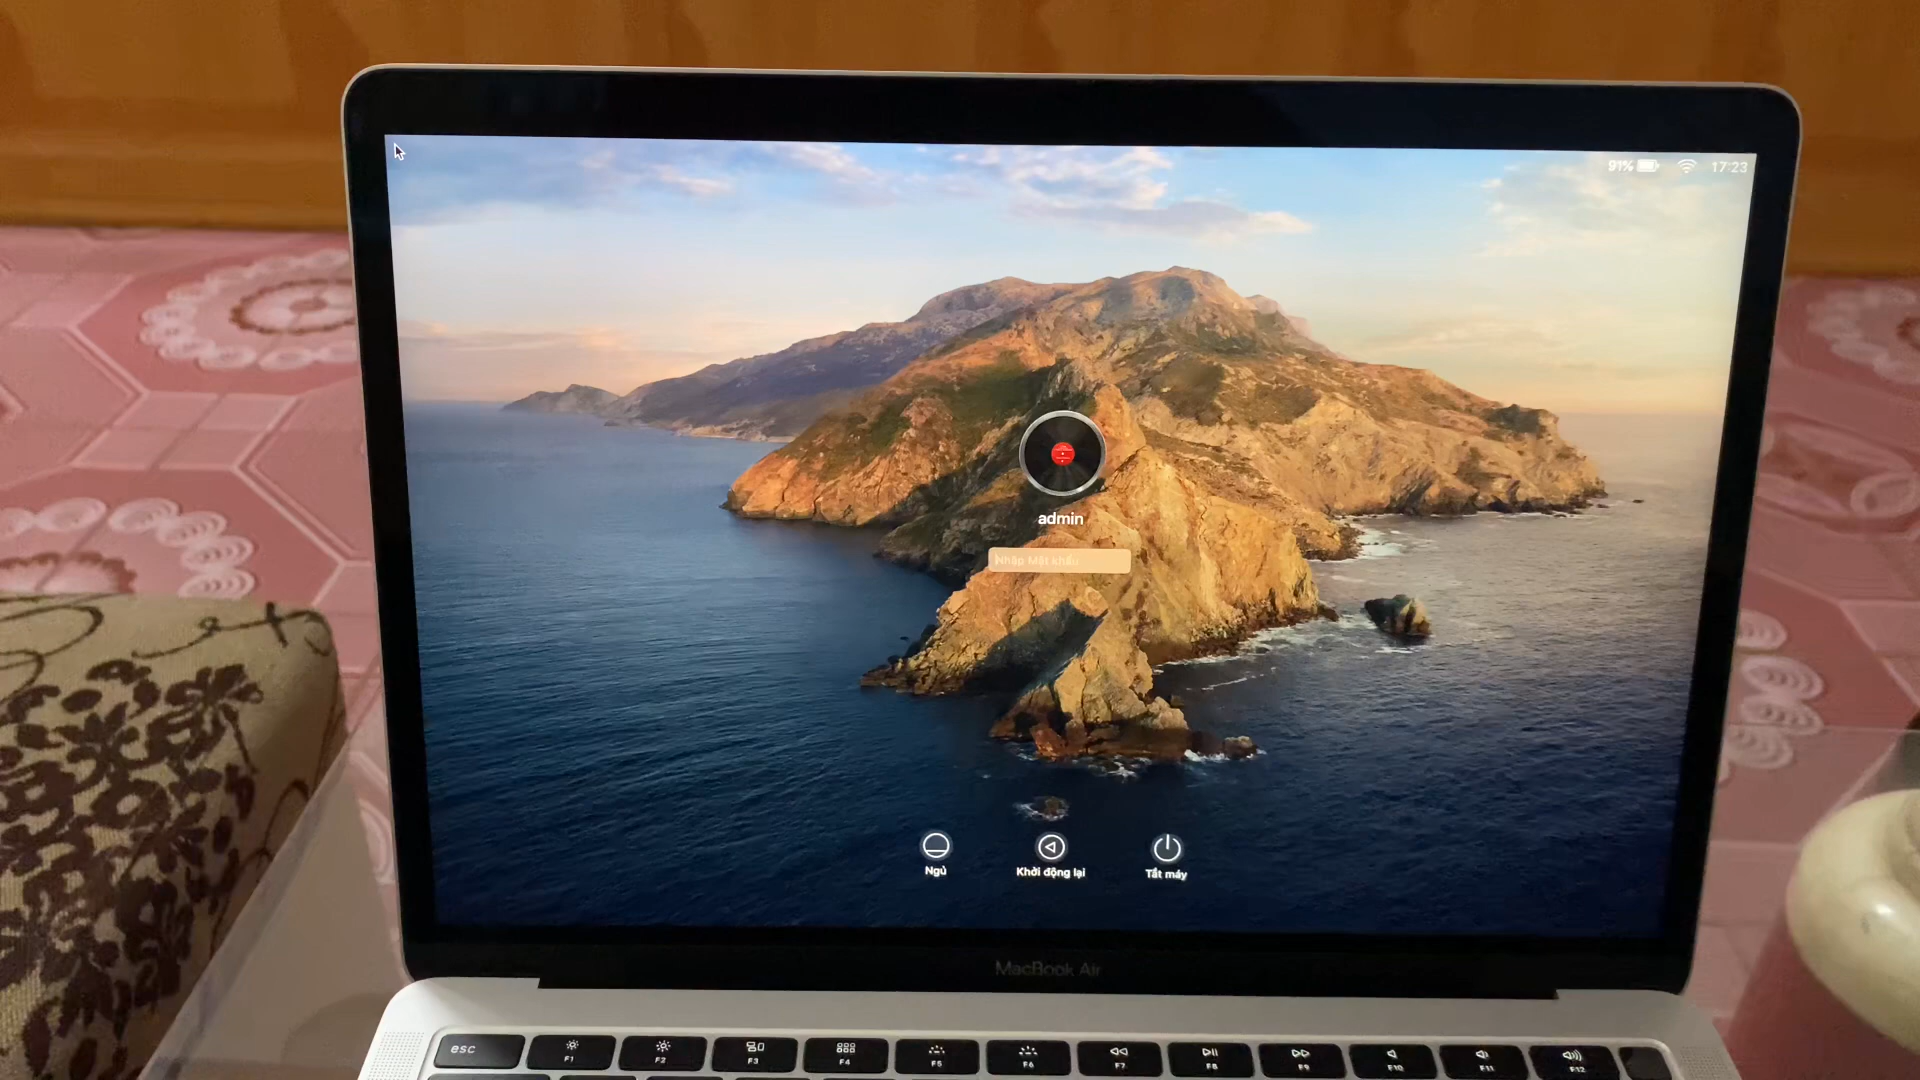 91% 17:23
admin
Nhập Mật khẩu
Ngủ
Khởi động lại
Tắt máy
MacBook Air
esc
F1
F2
F3
F4
F5
F6
F7
F8
F9
F10
F11
F12